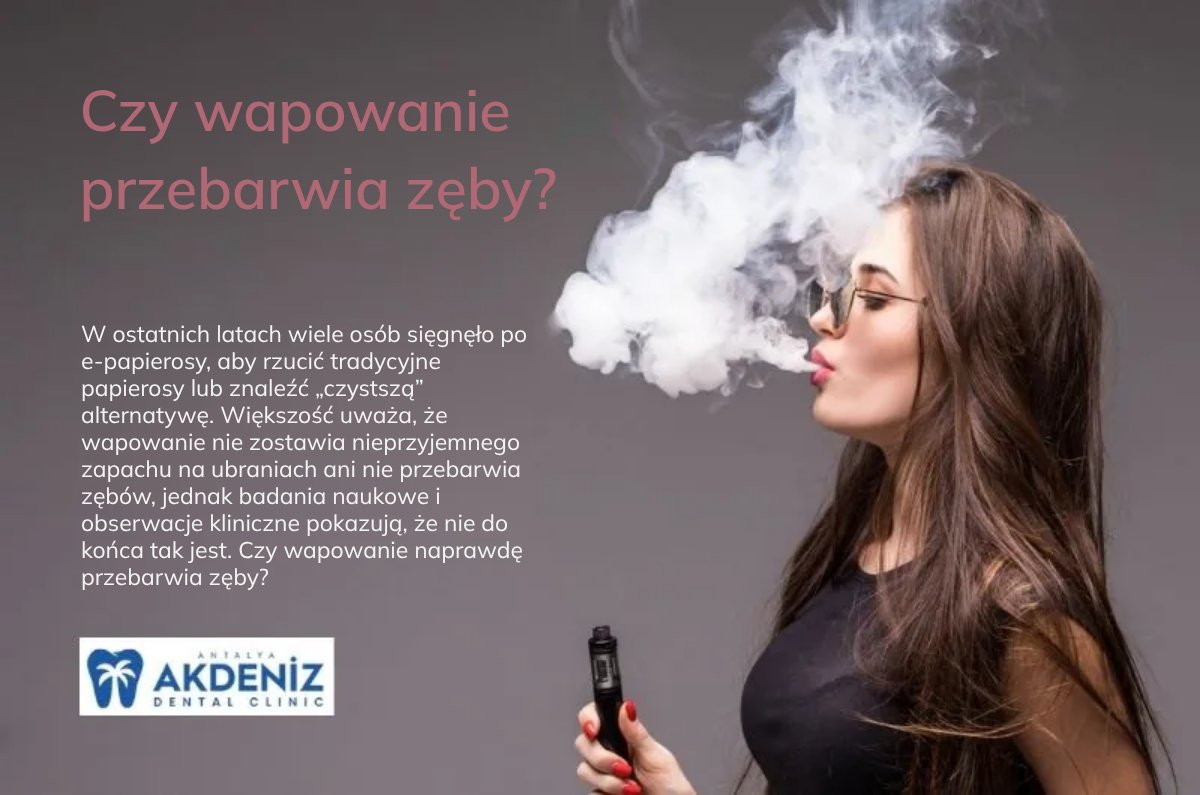 Czy wapowanie
przebarwia zęby?
W ostatnich latach wiele osób sięgnęło po
e-papierosy, aby rzucić tradycyjne
papierosy lub znaleźć „czystszą”
alternatywę. Większość uważa, że
wapowanie nie zostawia nieprzyjemnego
zapachu na ubraniach ani nie przebarwia
zębów, jednak badania naukowe i
obserwacje kliniczne pokazują, że nie do
końca tak jest. Czy wapowanie naprawdę
przebarwia zęby?
ANTALYA
AKDENİZ
DENTAL CLINIC